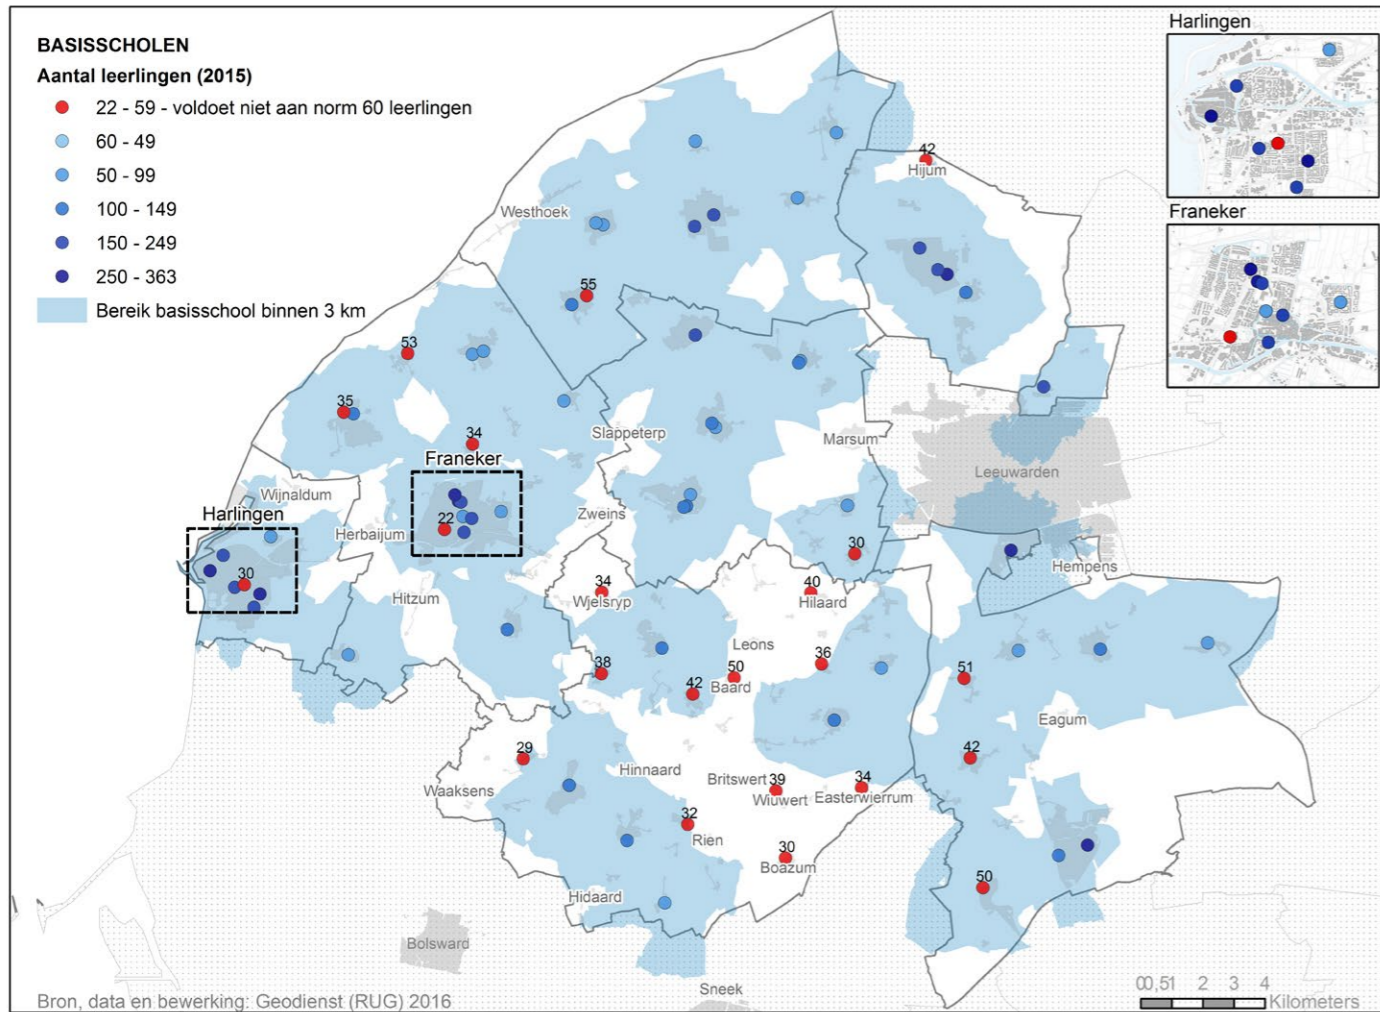 BASISSCHOLEN
Aantal leerlingen (2015)
22 - 59 - voldoet niet aan norm 60 leerlingen
60 - 49
50 - 99
100 - 149
150 - 249
250 - 363
Bereik basisschool binnen 3 km
Harlingen
Franeker
42
Hijum
Westhoek
55
53
35
34
Franeker
Slappeterp
Marsum
Leeuwarden
Wijnaldum
Harlingen
Herbaijum
22
Zweins
30
Hempens
30
Hitzum
34
Wjelsryp
40
Hilaard
Leons
36
38
42
50
Baard
51
Eagum
42
29
Waaksens
Hinnaard
Britswert
39
Wiuwert
34
Easterwierrum
32
Rien
30
Boazum
50
Hidaard
Bolsward
Sneek
Bron, data en bewerking: Geodienst (RUG) 2016
00,51 2 3 4
Kilometers